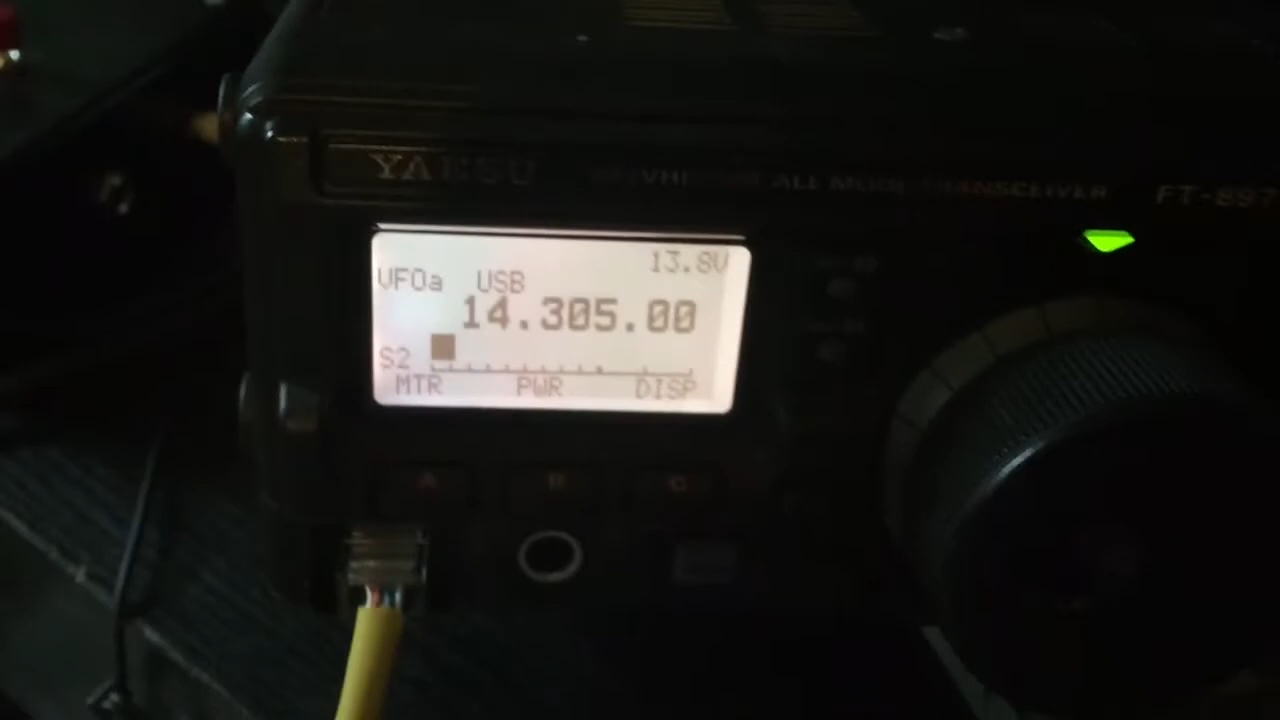 YAESU
HF/VHF/UHF ALL MODE TRANSCEIVER FT-897
13.8V
VFOa USB
14.305.00
S2
MTR PWR DISP
A B C